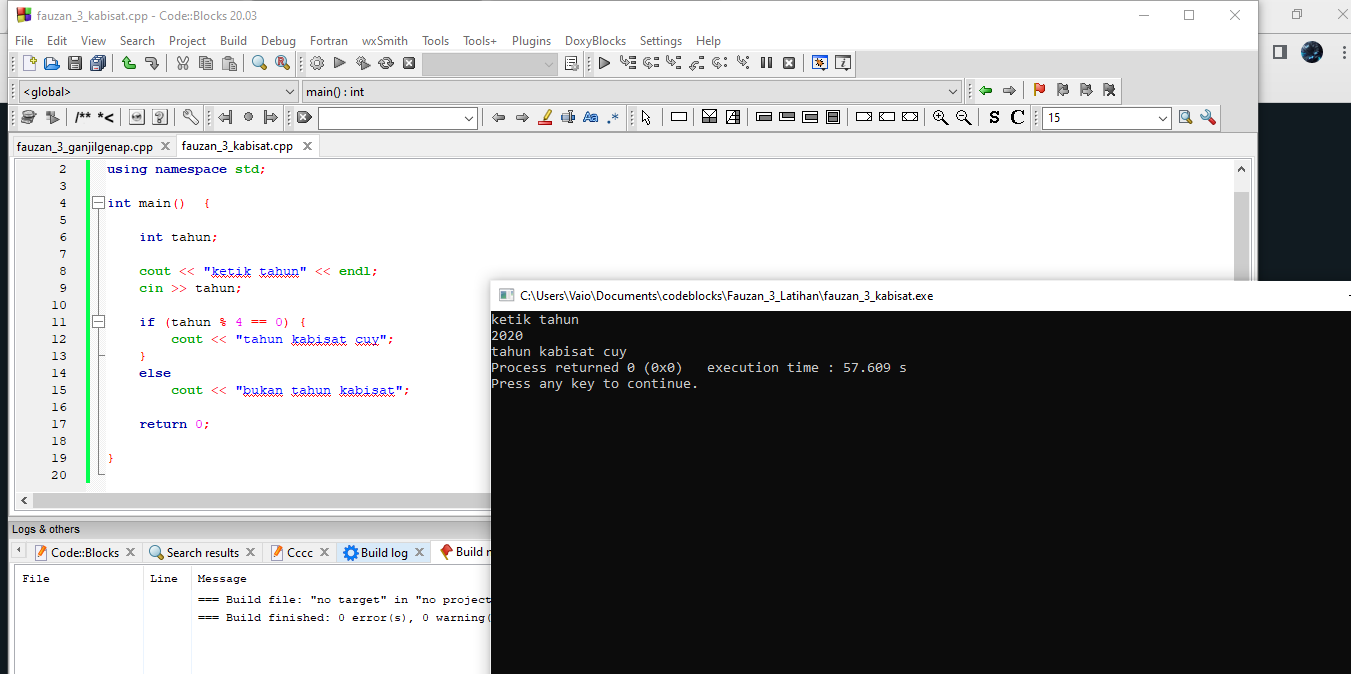 fauzan_3_kabisat.cpp - Code::Blocks 20.03
File Edit View Search Project Build Debug Fortran wxSmith Tools Tools+ Plugins DoxyBlocks Settings Help
<global> main() : int
/** *< Aa .* S C 15
fauzan_3_ganjilgenap.cpp fauzan_3_kabisat.cpp
2 using namespace std;
3
4 int main() {
5
6 int tahun;
7
8 cout << "ketik tahun" << endl;
9 cin >> tahun;
10
11 if (tahun % 4 == 0) {
12 cout << "tahun kabisat cuy";
13 }
14 else
15 cout << "bukan tahun kabisat";
16
17 return 0;
18
19 }
20
C:\Users\Vaio\Documents\codeblocks\Fauzan_3_Latihan\fauzan_3_kabisat.exe
ketik tahun
2020
tahun kabisat cuy
Process returned 0 (0x0) execution time : 57.609 s
Press any key to continue.
Logs & others
Code::Blocks Search results Cccc Build log Build
File Line Message
=== Build file: "no target" in "no project"
=== Build finished: 0 error(s), 0 warning(